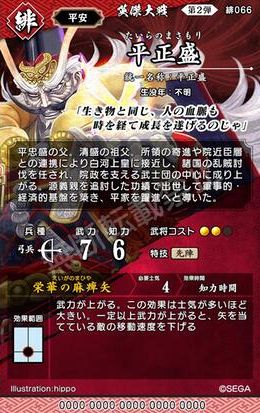 緋 平安 英傑大戦 第2弾 緋066
たいらのまさもり
平正盛
統一名称：平正盛
生没年：不明
「生き物と同じ、人の血脈も
時を経て成長を遂げるのじゃ」
平忠盛の父、清盛の祖父。所領の寄進や院近臣層
との連携により白河上皇に接近し、諸国の乱賊討
伐を任され、院政を支える武士団の中心に成り上
がる。源義親を追討した功績で出世して軍事的・
経済的基盤を築き、平家を躍進へと導いた。
兵種 武力 知力 武将コスト
弓兵 7 6 特技 先陣
えいがのまひや 必要士気 効果時間
栄華の麻痺矢 4 知力時間
効果範囲
武力が上がる。この効果は士気が多いほど
大きい。一定以上武力が上がると、矢を当
てている敵の移動速度を下げる
Illustration:hippo
©SEGA
0000-0000-0000-0000-0000